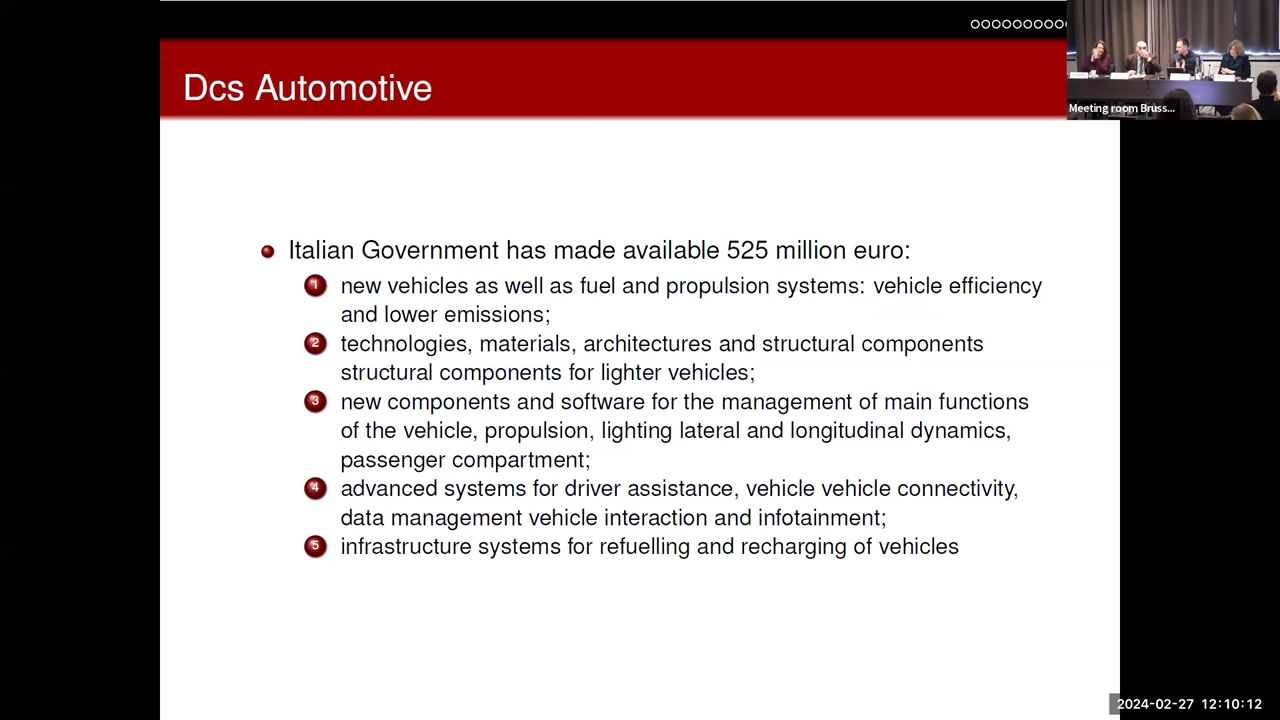 Dcs Automotive
Meeting room Bruss...
Italian Government has made available 525 million euro:
1 new vehicles as well as fuel and propulsion systems: vehicle efficiency
and lower emissions;
2 technologies, materials, architectures and structural components
structural components for lighter vehicles;
3 new components and software for the management of main functions
of the vehicle, propulsion, lighting lateral and longitudinal dynamics,
passenger compartment;
4 advanced systems for driver assistance, vehicle vehicle connectivity,
data management vehicle interaction and infotainment;
5 infrastructure systems for refuelling and recharging of vehicles
2024-02-27 12:10:12